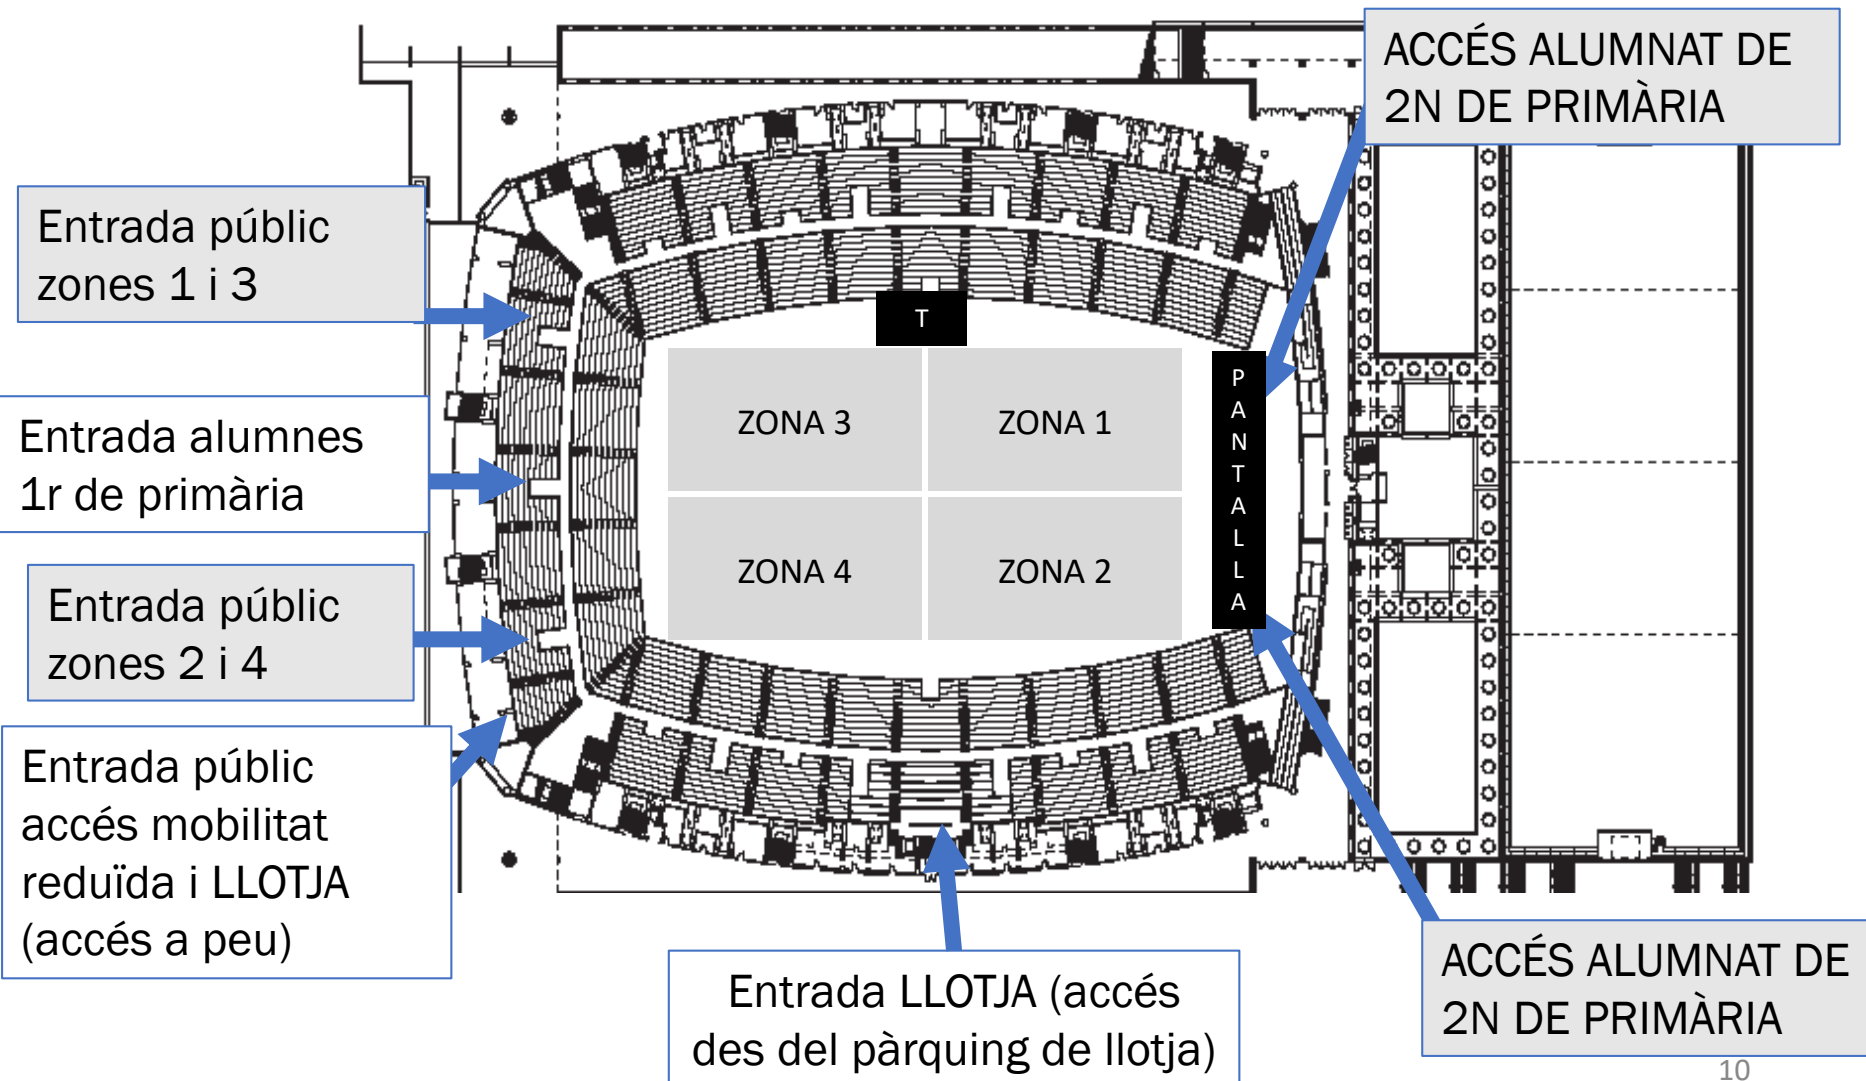 ACCÉS ALUMNAT DE
2N DE PRIMÀRIA
Entrada públic
zones 1 i 3
T
ZONA 3
ZONA 1
PANTALLA
Entrada alumnes
1r de primària
ZONA 4
ZONA 2
Entrada públic
zones 2 i 4
Entrada públic
accés mobilitat
reduïda i LLOTJA
(accés a peu)
Entrada LLOTJA (accés
des del pàrquing de llotja)
ACCÉS ALUMNAT DE
2N DE PRIMÀRIA
10